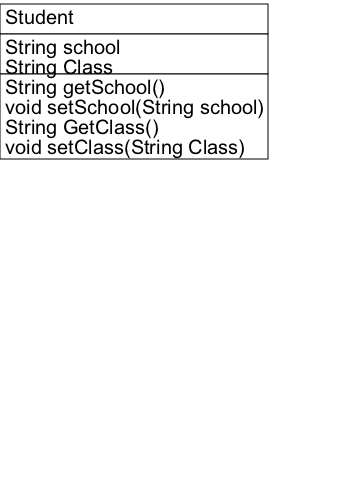 Student
String school
String Class
String getSchool()
void setSchool(String school)
String GetClass()
void setClass(String Class)